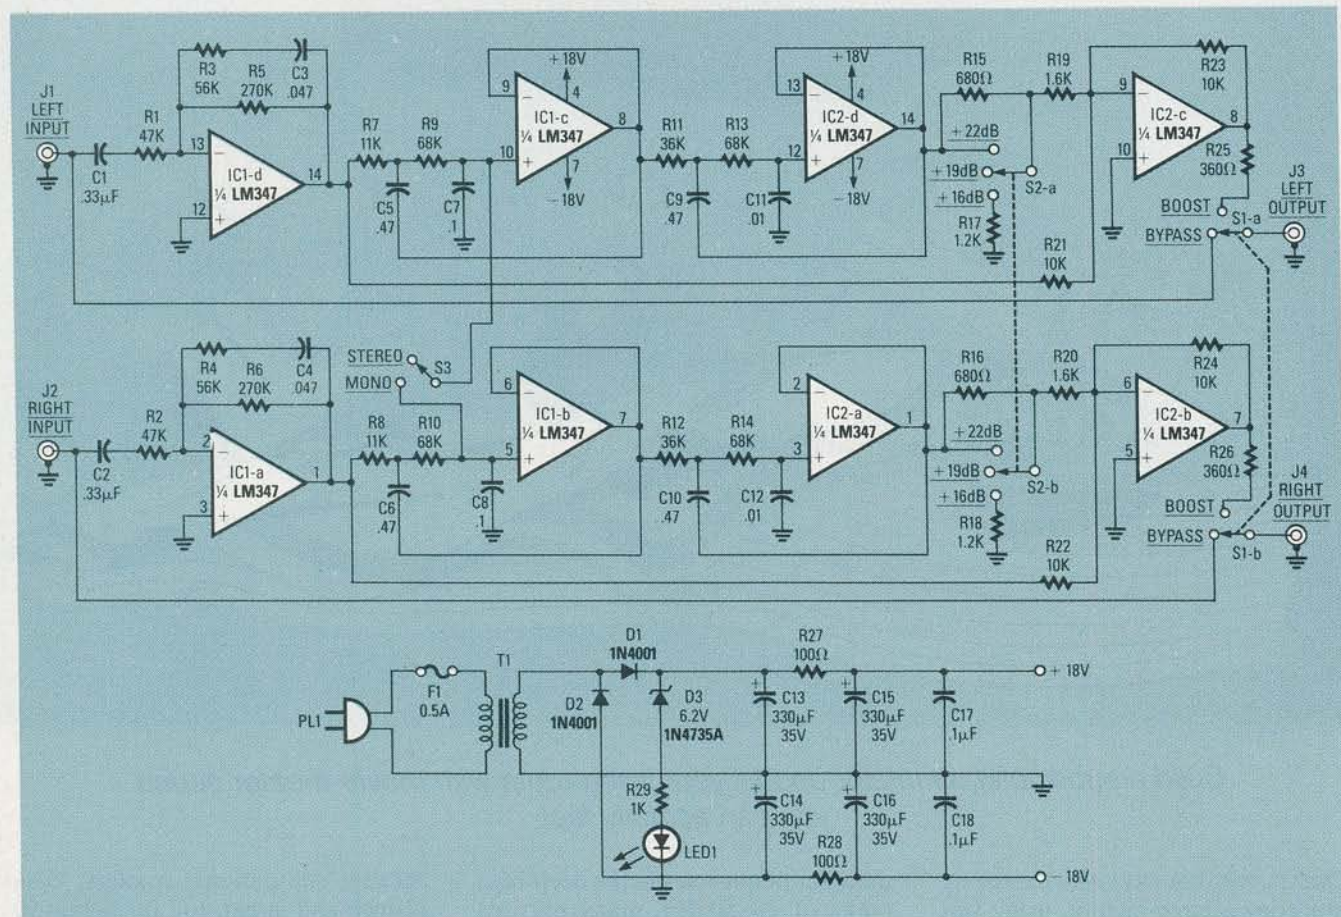 J1
LEFT
INPUT
C1
.33µF
R1
47K
R3
56K
R5
270K
C3
.047
13
−
IC1-d
¼ LM347
14
12
+
R7
11K
R9
68K
C5
.47
C7
.1
+18V
9
−
4
IC1-c
¼ LM347
8
10
+
7
−18V
R11
36K
R13
68K
C9
.47
C11
.01
+18V
13
−
4
IC2-d
¼ LM347
14
12
+
7
−18V
R15
680Ω
R19
1.6K
+22dB
+19dB
+16dB
S2-a
R17
1.2K
R21
10K
R23
10K
9
−
IC2-c
¼ LM347
8
10
+
R25
360Ω
BOOST
S1-a
BYPASS
J3
LEFT
OUTPUT
J2
RIGHT
INPUT
C2
.33µF
R2
47K
R4
56K
R6
270K
C4
.047
2
−
IC1-a
¼ LM347
1
3
+
STEREO
MONO
S3
R8
11K
R10
68K
C6
.47
C8
.1
6
−
IC1-b
¼ LM347
7
5
+
R12
36K
R14
68K
C10
.47
C12
.01
2
−
IC2-a
¼ LM347
1
3
+
R16
680Ω
R20
1.6K
+22dB
+19dB
+16dB
S2-b
R18
1.2K
R22
10K
R24
10K
6
−
IC2-b
¼ LM347
7
5
+
R26
360Ω
BOOST
BYPASS
S1-b
J4
RIGHT
OUTPUT
PL1
F1
0.5A
T1
D1
1N4001
D2
1N4001
D3
6.2V
1N4735A
R29
1K
LED1
+
C13
330µF
35V
+
C14
330µF
35V
R27
100Ω
+
C15
330µF
35V
+
C16
330µF
35V
R28
100Ω
C17
.1µF
C18
.1µF
+ 18V
− 18V